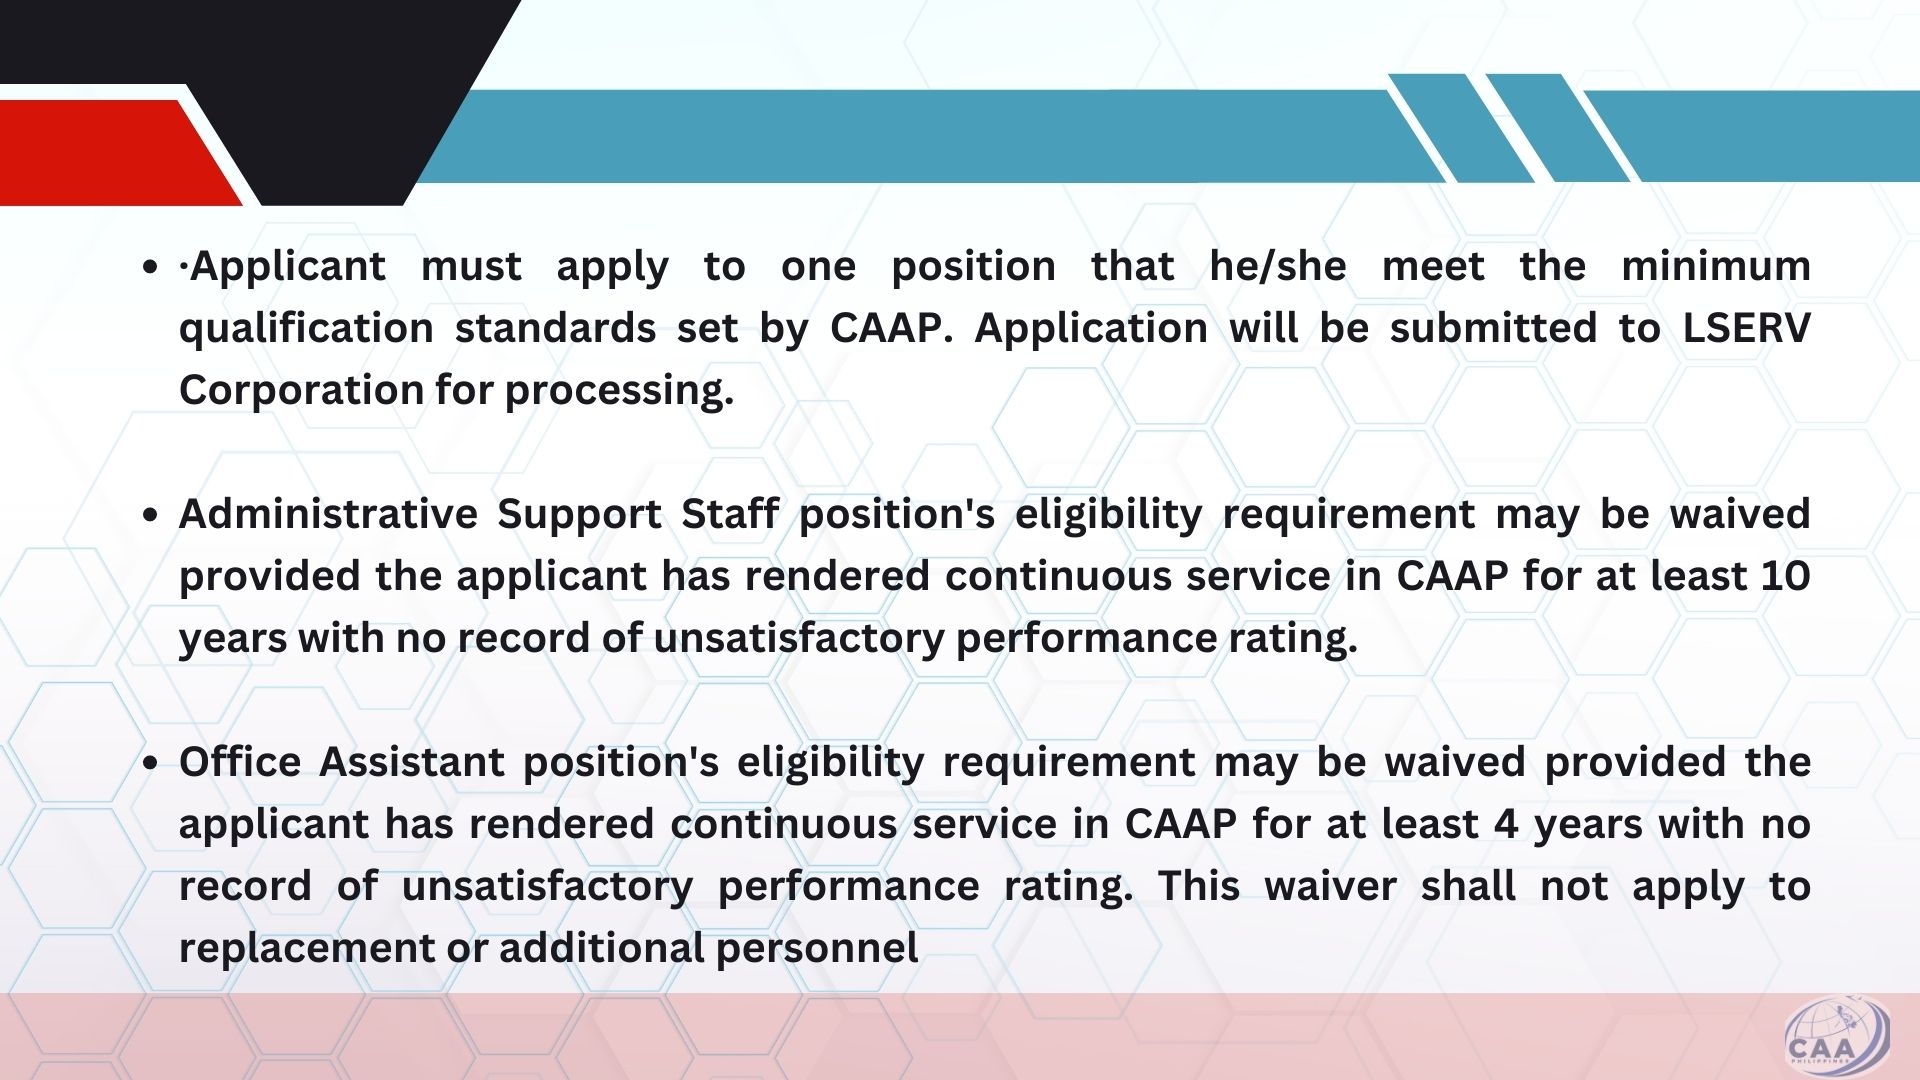 • ·Applicant must apply to one position that he/she meet the minimum
qualification standards set by CAAP. Application will be submitted to LSERV
Corporation for processing.
• Administrative Support Staff position's eligibility requirement may be waived
provided the applicant has rendered continuous service in CAAP for at least 10
years with no record of unsatisfactory performance rating.
• Office Assistant position's eligibility requirement may be waived provided the
applicant has rendered continuous service in CAAP for at least 4 years with no
record of unsatisfactory performance rating. This waiver shall not apply to
replacement or additional personnel
CAA
PHILIPPINES